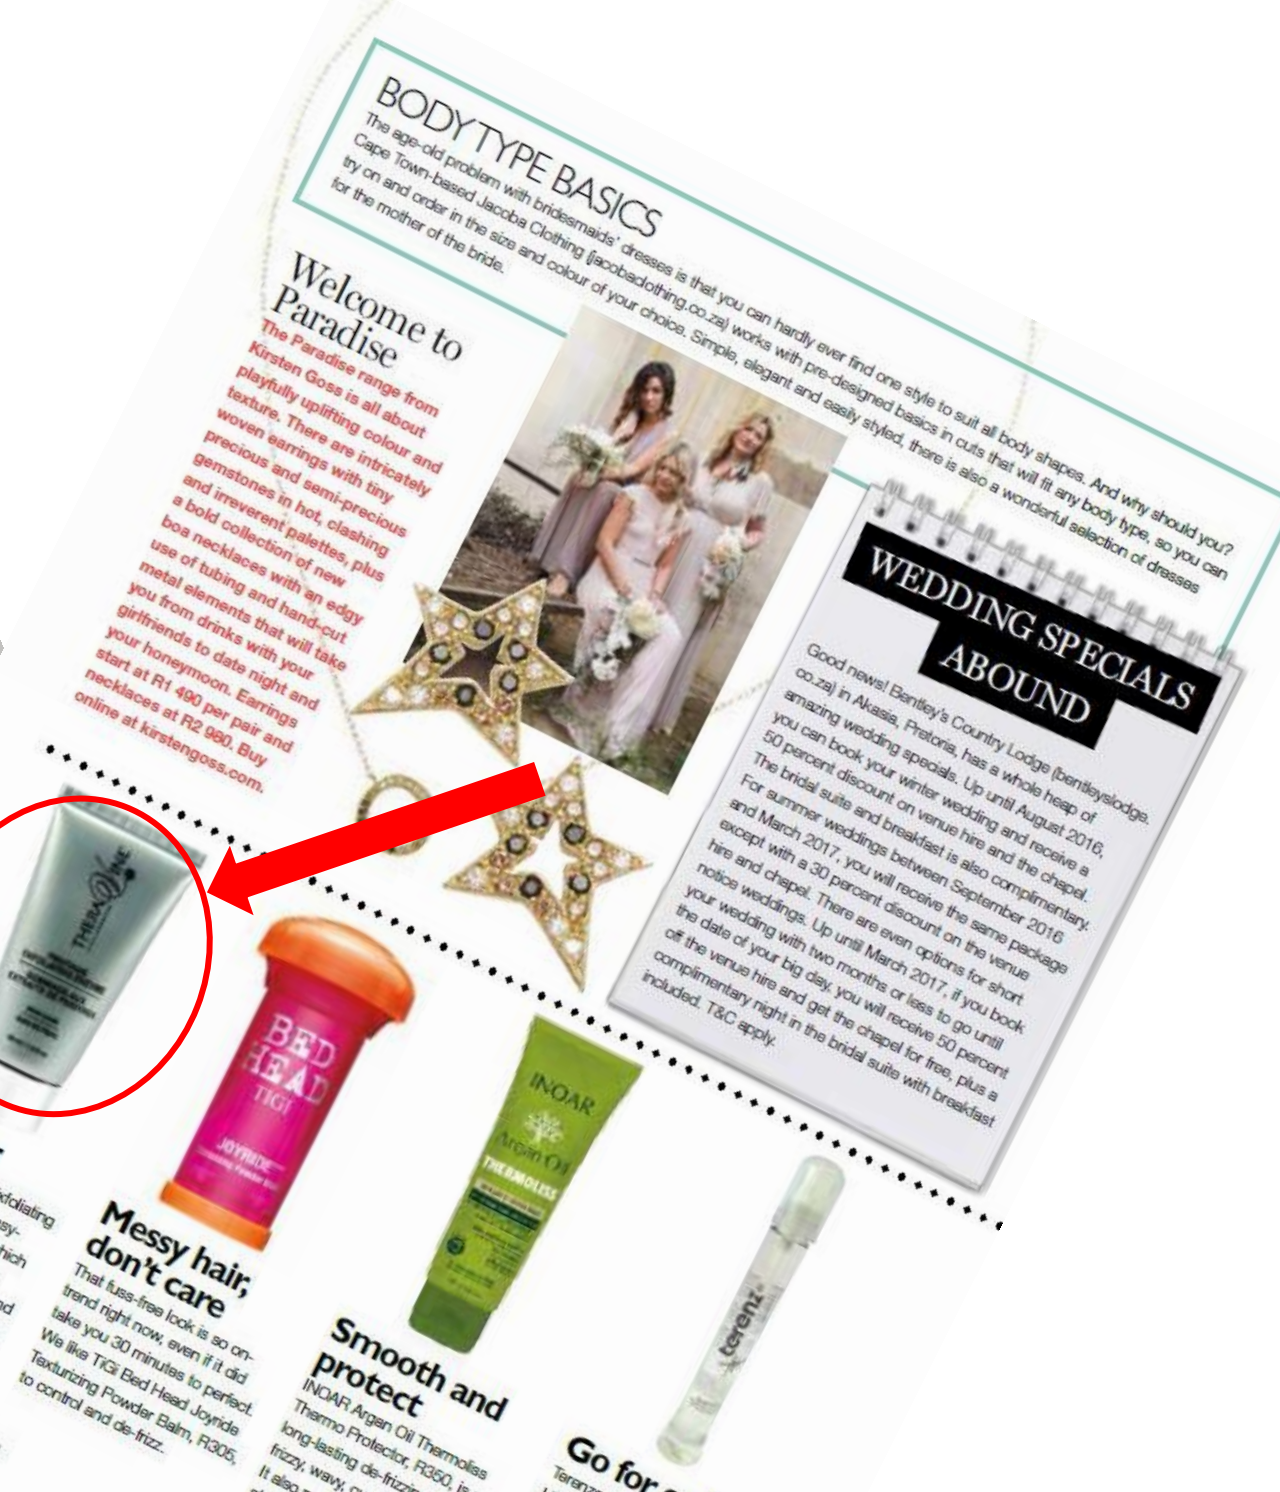 BODY TYPE BASICS
The age-old problem with bridesmaids' dresses is that you can hardly ever find one style to suit all body shapes. And why should you?
Cape Town-based Jacoba Clothing (jacobaclothing.co.za) works with pre-designed basics in cuts that will fit any body type, so you can
try on and order in the size and colour of your choice. Simple, elegant and easily styled, there is also a wonderful selection of dresses
for the mother of the bride.
Welcome to
Paradise
The Paradise range from
Kirsten Goss is all about
playfully uplifting colour and
texture. There are intricately
woven earrings with tiny
precious and semi-precious
gemstones in hot, clashing
and irreverent palettes, plus
a bold collection of new
boa necklaces with an edgy
use of tubing and hand-cut
metal elements that will take
you from drinks with your
girlfriends to date night and
your honeymoon. Earrings
start at R1 490 per pair and
necklaces at R2 980. Buy
online at kirstengoss.com.
WEDDING SPECIALS
ABOUND
Good news! Bentley's Country Lodge (bentleyslodge.
co.za) in Akasia, Pretoria, has a whole heap of
amazing wedding specials. Up until August 2016,
you can book your winter wedding and receive a
50 percent discount on venue hire and the chapel.
The bridal suite and breakfast is also complimentary.
For summer weddings between September 2016
and March 2017, you will receive the same package
except with a 30 percent discount on the venue
hire and chapel. There are even options for short
notice weddings. Up until March 2017, if you book
your wedding with two months or less to go until
the date of your big day, you will receive 50 percent
off the venue hire and get the chapel for free, plus a
complimentary night in the bridal suite with breakfast
included. T&C apply.
THERAVINE
BED
HEAD
TIGI
JOYRIDE
INOAR
Argan Oil
THERMOLISS
terenz
xfoliating
sy-
hich
nd
Messy hair,
don't care
That fuss-free look is so on-
trend right now, even if it did
take you 30 minutes to perfect.
We like TiGi Bed Head Joyride
Texturizing Powder Balm, R305,
to control and de-frizz.
Smooth and
protect
INOAR Argan Oil Thermoliss
Thermo Protector, R350, is
long-lasting de-frizzin
frizzy, wavy,
It also
Go for